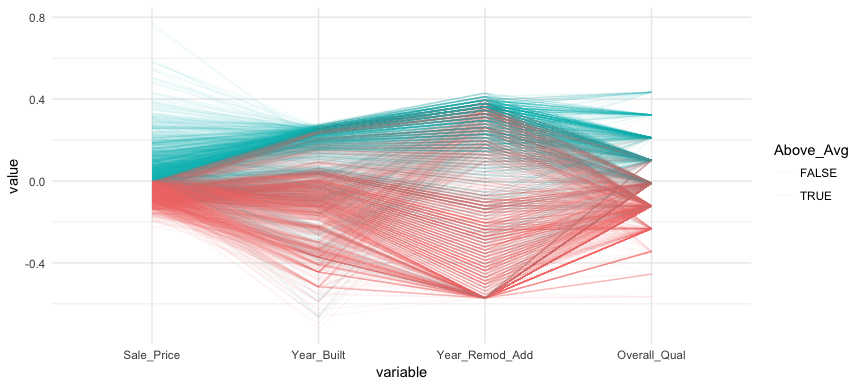 0.8
0.4
0.0
-0.4
value
Sale_Price Year_Built Year_Remod_Add Overall_Qual
variable
Above_Avg
FALSE
TRUE